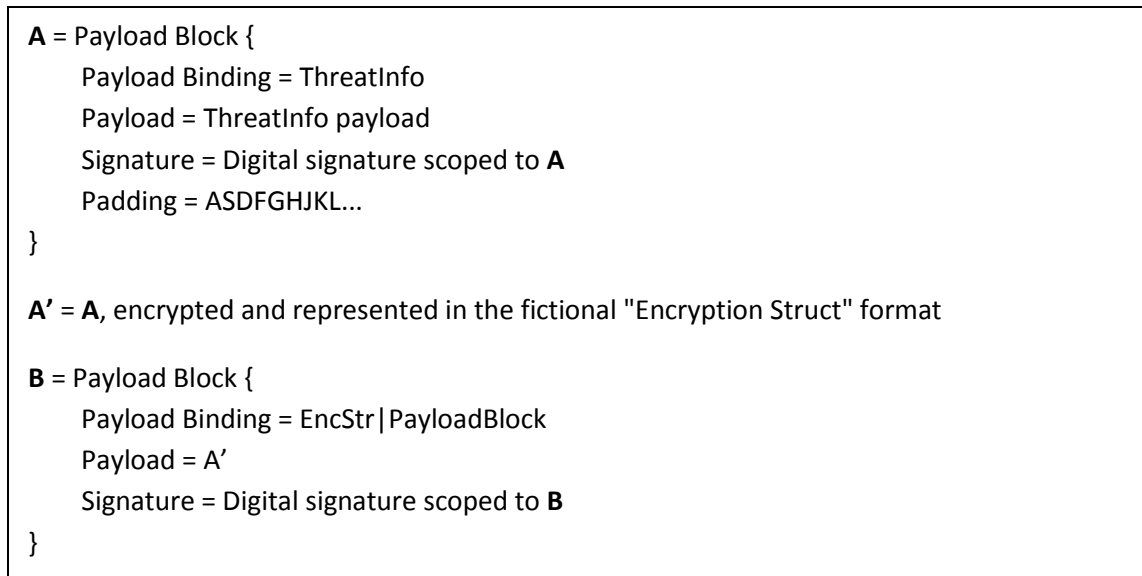 A = Payload Block {
Payload Binding = ThreatInfo
Payload = ThreatInfo payload
Signature = Digital signature scoped to A
Padding = ASDFGHJKL...
}
A’ = A, encrypted and represented in the fictional "Encryption Struct" format
B = Payload Block {
Payload Binding = EncStr|PayloadBlock
Payload = A’
Signature = Digital signature scoped to B
}